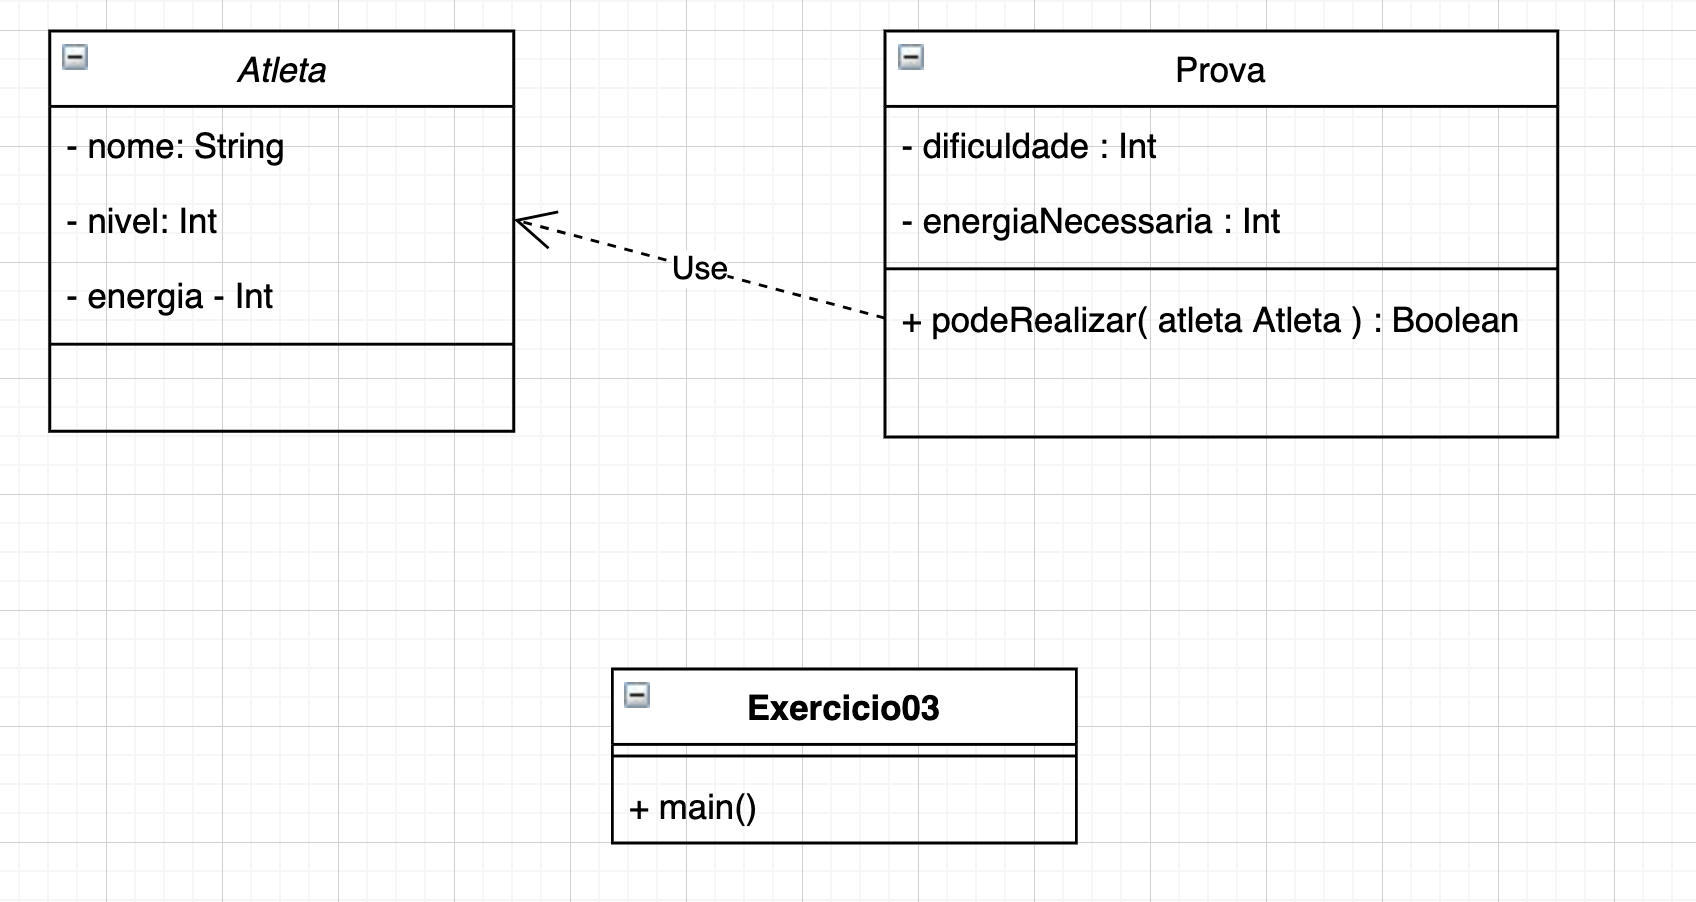 Atleta
- nome: String
- nivel: Int
- energia - Int
Use
Prova
- dificuldade : Int
- energiaNecessaria : Int
+ podeRealizar( atleta Atleta ) : Boolean
Exercicio03
+ main()